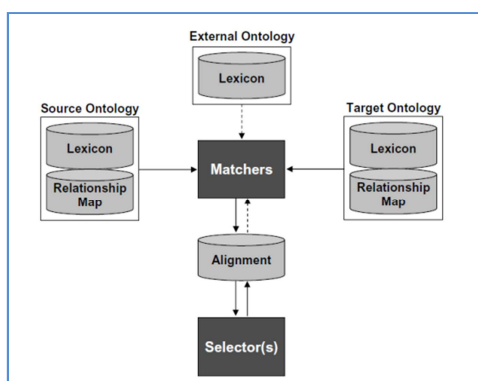 External Ontology
Lexicon
Source Ontology
Lexicon
Relationship
Map
Matchers
Target Ontology
Lexicon
Relationship
Map
Alignment
Selector(s)